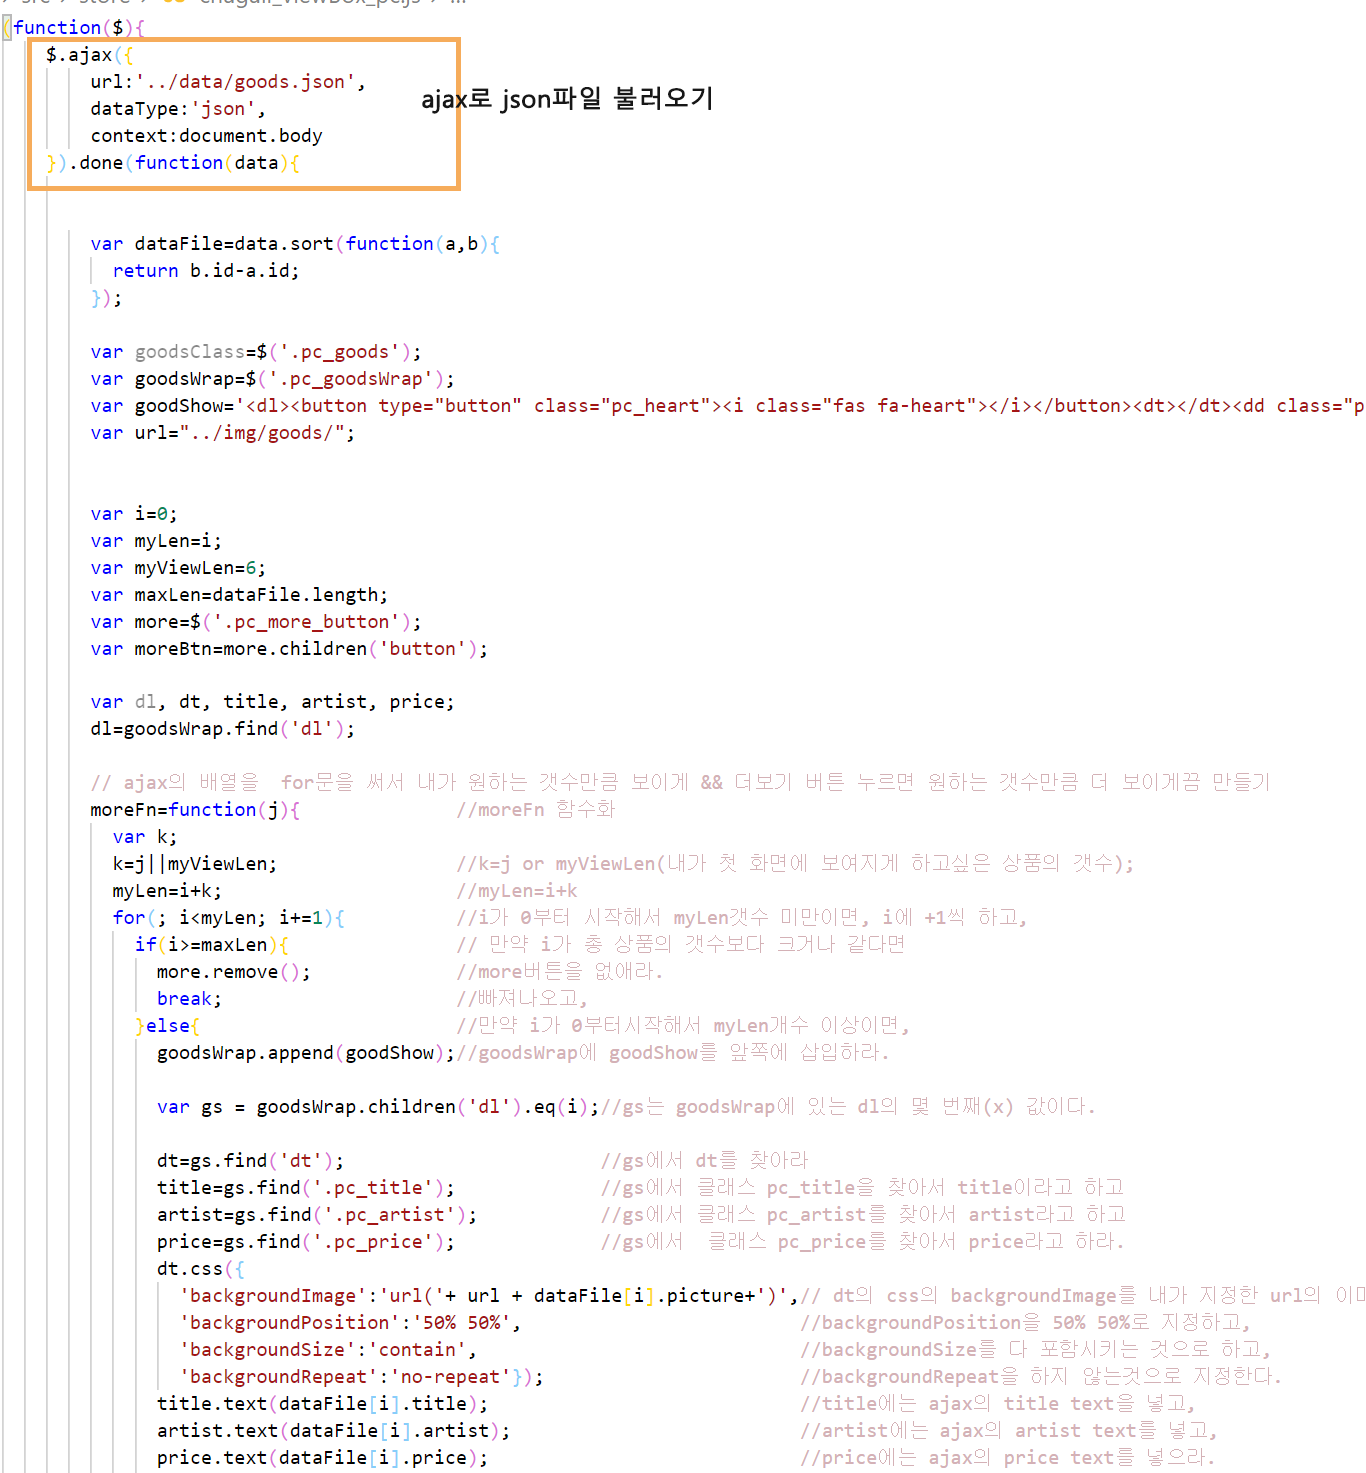 (function($){
$.ajax({
url:'../data/goods.json',
ajax로 json파일 불러오기
dataType:'json',
context:document.body
}).done(function(data){
var dataFile=data.sort(function(a,b){
return b.id-a.id;
});
var goodsClass=$('.pc_goods');
var goodsWrap=$('.pc_goodsWrap');
var goodShow='<dl><button type="button" class="pc_heart"><i class="fas fa-heart"></i></button><dt></dt><dd class="p
var url="../img/goods/";
var i=0;
var myLen=i;
var myViewLen=6;
var maxLen=dataFile.length;
var more=$('.pc_more_button');
var moreBtn=more.children('button');
var dl, dt, title, artist, price;
dl=goodsWrap.find('dl');
// ajax의 배열을  for문을 써서 내가 원하는 갯수만큼 보이게 && 더보기 버튼 누르면 원하는 갯수만큼 더 보이게끔 만들기
moreFn=function(j){ //moreFn 함수화
var k;
k=j||myViewLen; //k=j or myViewLen(내가 첫 화면에 보여지게 하고싶은 상품의 갯수);
myLen=i+k; //myLen=i+k
for(; i<myLen; i+=1){ //i가 0부터 시작해서 myLen갯수 미만이면, i에 +1씩 하고,
if(i>=maxLen){ // 만약 i가 총 상품의 갯수보다 크거나 같다면
more.remove(); //more버튼을 없애라.
break; //빠져나오고,
}else{ //만약 i가 0부터시작해서 myLen개수 이상이면,
goodsWrap.append(goodShow);//goodsWrap에 goodShow를 앞쪽에 삽입하라.
var gs = goodsWrap.children('dl').eq(i);//gs는 goodsWrap에 있는 dl의 몇 번째(x) 값이다.
dt=gs.find('dt'); //gs에서 dt를 찾아라
title=gs.find('.pc_title'); //gs에서 클래스 pc_title을 찾아서 title이라고 하고
artist=gs.find('.pc_artist'); //gs에서 클래스 pc_artist를 찾아서 artist라고 하고
price=gs.find('.pc_price'); //gs에서  클래스 pc_price를 찾아서 price라고 하라.
dt.css({
'backgroundImage':'url('+ url + dataFile[i].picture+')',// dt의 css의 backgroundImage를 내가 지정한 url의 이미
'backgroundPosition':'50% 50%', //backgroundPosition을 50% 50%로 지정하고,
'backgroundSize':'contain', //backgroundSize를 다 포함시키는 것으로 하고,
'backgroundRepeat':'no-repeat'}); //backgroundRepeat을 하지 않는것으로 지정한다.
title.text(dataFile[i].title); //title에는 ajax의 title text을 넣고,
artist.text(dataFile[i].artist); //artist에는 ajax의 artist text를 넣고,
price.text(dataFile[i].price); //price에는 ajax의 price text를 넣으라.